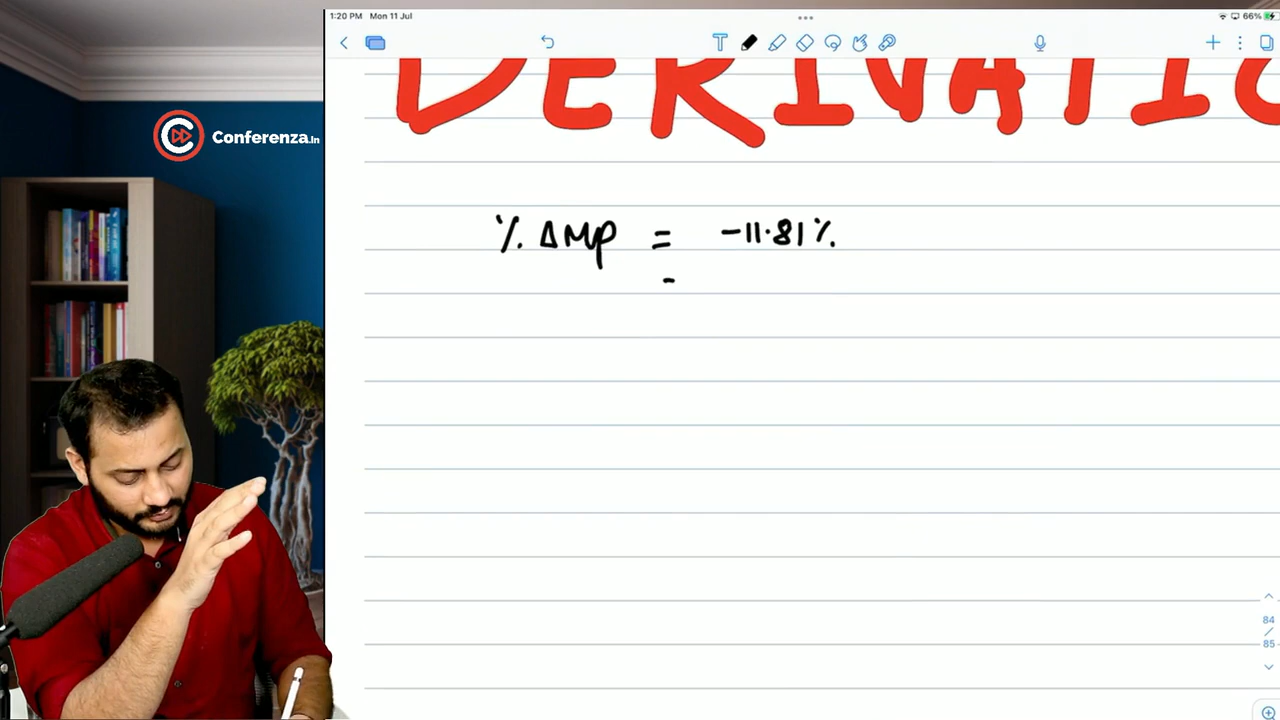 1:20 PM Mon 11 Jul
66%
Conferenza.in
DERIVATIO
% ΔMP = -11.81%
-
84
/
85